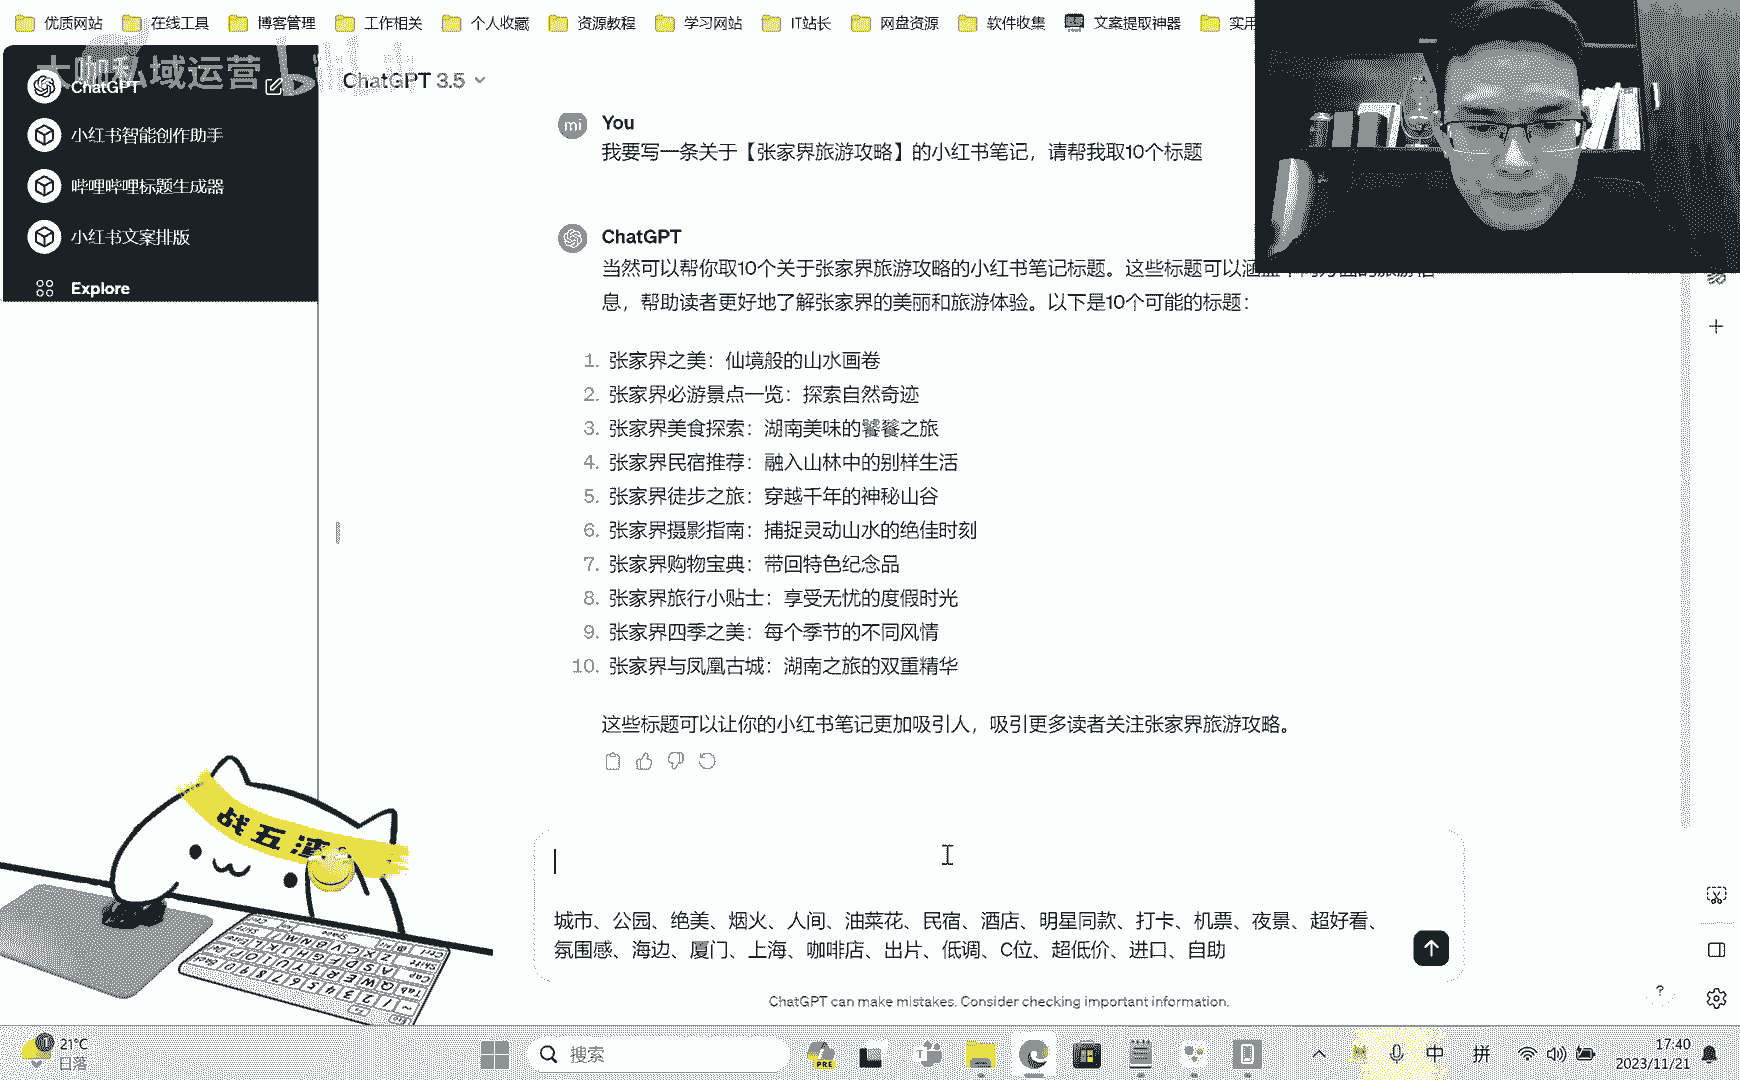 优质网站 在线工具 博客管理 工作相关 个人收藏 资源教程 学习网站 IT站长 网盘资源 软件收集 文案提取神器 实用
大咖私域运营 bilibili
ChatGPT
小红书智能创作助手
哔哩哔哩标题生成器
小红书文案排版
Explore
ChatGPT 3.5
mi You
我要写一条关于【张家界旅游攻略】的小红书笔记，请帮我取10个标题
ChatGPT
当然可以帮你取10个关于张家界旅游攻略的小红书笔记标题。这些标题可以涵盖不同方面的旅游信
息，帮助读者更好地了解张家界的美丽和旅游体验。以下是10个可能的标题：
1. 张家界之美：仙境般的山水画卷
2. 张家界必游景点一览：探索自然奇迹
3. 张家界美食探索：湖南美味的饕餮之旅
4. 张家界民宿推荐：融入山林中的别样生活
5. 张家界徒步之旅：穿越千年的神秘山谷
6. 张家界摄影指南：捕捉灵动山水的绝佳时刻
7. 张家界购物宝典：带回特色纪念品
8. 张家界旅行小贴士：享受无忧的度假时光
9. 张家界四季之美：每个季节的不同风情
10. 张家界与凤凰古城：湖南之旅的双重精华
这些标题可以让你的小红书笔记更加吸引人，吸引更多读者关注张家界旅游攻略。
城市、公园、绝美、烟火、人间、油菜花、民宿、酒店、明星同款、打卡、机票、夜景、超好看、
氛围感、海边、厦门、上海、咖啡店、出片、低调、C位、超低价、进口、自助
ChatGPT can make mistakes. Consider checking important information.
?
战五渣
1 21°C
日落
搜索
PRE
中 拼
17:40
2023/11/21